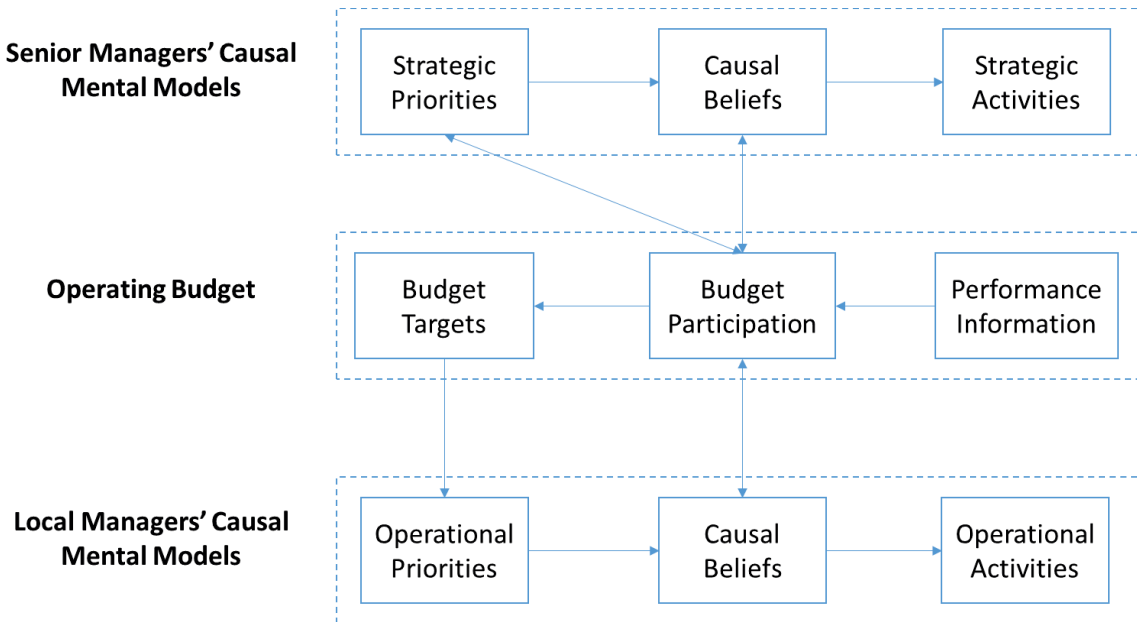 Senior Managers’ Causal
Mental Models
Strategic
Priorities
Causal
Beliefs
Strategic
Activities
Operating Budget
Budget
Targets
Budget
Participation
Performance
Information
Local Managers’ Causal
Mental Models
Operational
Priorities
Causal
Beliefs
Operational
Activities